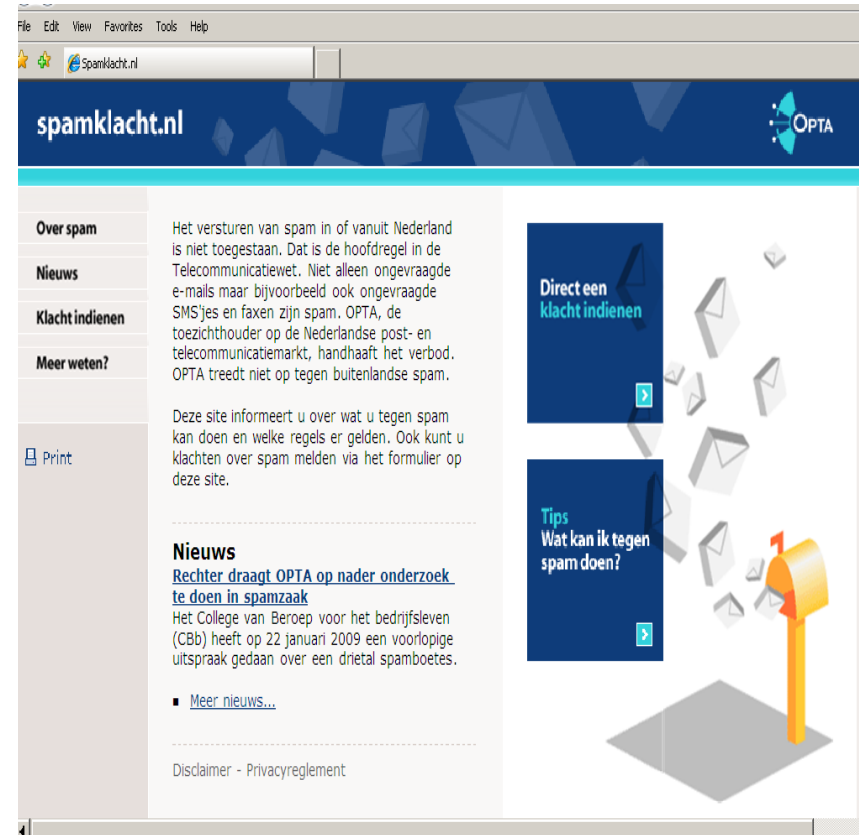 File Edit View Favorites Tools Help
Spamklacht.nl
spamklacht.nl
OPTA
Over spam
Nieuws
Klacht indienen
Meer weten?
Print
Het versturen van spam in of vanuit Nederland
is niet toegestaan. Dat is de hoofdregel in de
Telecommunicatiewet. Niet alleen ongevraagde
e-mails maar bijvoorbeeld ook ongevraagde
SMS'jes en faxen zijn spam. OPTA, de
toezichthouder op de Nederlandse post- en
telecommunicatiemarkt, handhaaft het verbod.
OPTA treedt niet op tegen buitenlandse spam.
Deze site informeert u over wat u tegen spam
kan doen en welke regels er gelden. Ook kunt u
klachten over spam melden via het formulier op
deze site.
Nieuws
Rechter draagt OPTA op nader onderzoek
te doen in spamzaak
Het College van Beroep voor het bedrijfsleven
(CBb) heeft op 22 januari 2009 een voorlopige
uitspraak gedaan over een drietal spamboetes.
Meer nieuws...
Disclaimer - Privacyreglement
Direct een
klacht indienen
Tips
Wat kan ik tegen
spam doen?